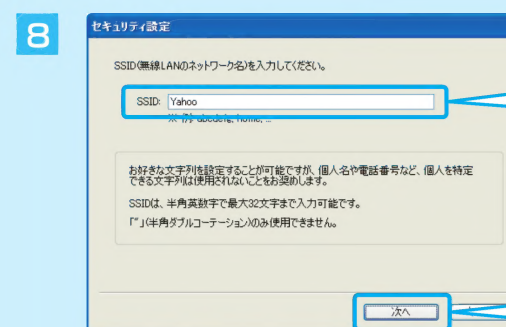 8
セキュリティ設定
SSID(無線LANのネットワーク名)を入力してください。
SSID: Yahoo
※ 例) abcdefg, home, ...
お好きな文字列を設定することが可能ですが、個人名や電話番号など、個人を特定
できる文字列は使用されないことをお奨めします。
SSIDは、半角英数字で最大32文字まで入力可能です。
「"」(半角ダブルコーテーション)のみ使用できません。
次へ